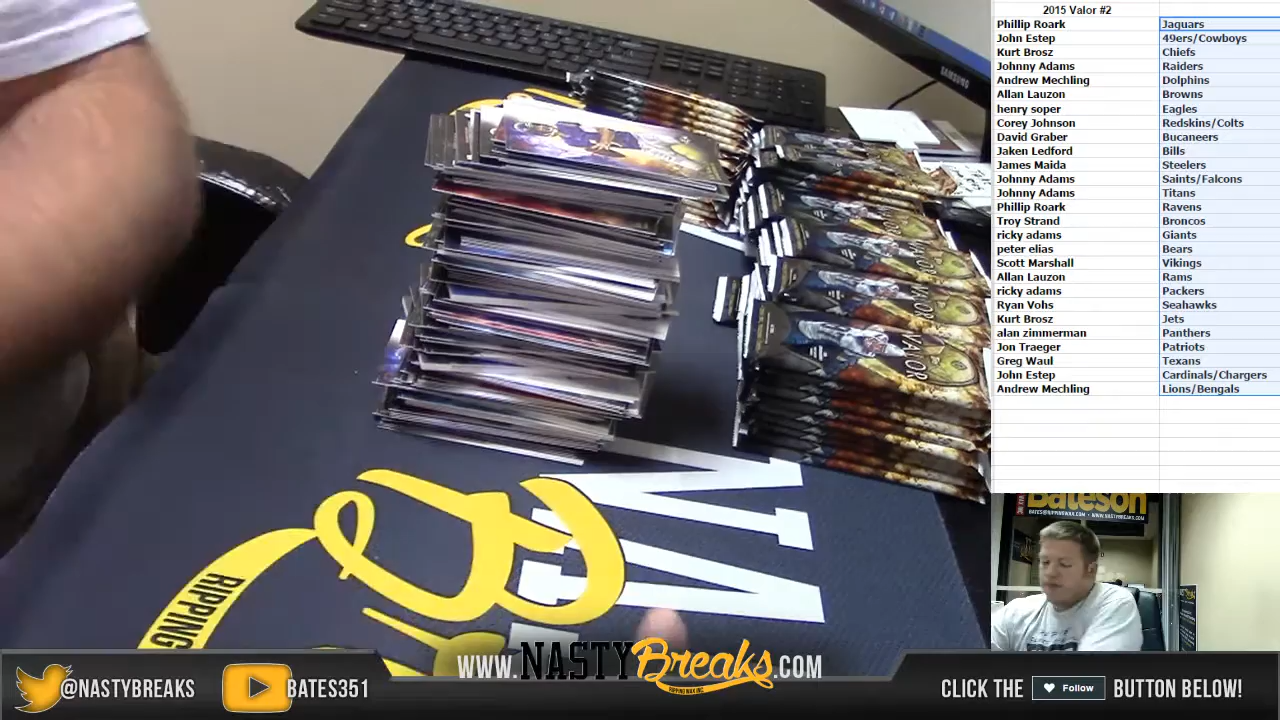 2015 Valor #2
Phillip Roark Jaguars
John Estep 49ers/Cowboys
Kurt Brosz Chiefs
Johnny Adams Raiders
Andrew Mechling Dolphins
Allan Lauzon Browns
henry soper Eagles
Corey Johnson Redskins/Colts
David Graber Bucaneers
Jaken Ledford Bills
James Maida Steelers
Johnny Adams Saints/Falcons
Johnny Adams Titans
Phillip Roark Ravens
Troy Strand Broncos
ricky adams Giants
peter elias Bears
Scott Marshall Vikings
Allan Lauzon Rams
ricky adams Packers
Ryan Vohs Seahawks
Kurt Brosz Jets
alan zimmerman Panthers
Jon Traeger Patriots
Greg Waul Texans
John Estep Cardinals/Chargers
Andrew Mechling Lions/Bengals
SAMSUNG
VALOR
RIPPING
Bateson
@NASTYBREAKS
BATES351
WWW.NASTYBreaks.COM
RIPPING WAX INC.
CLICK THE Follow BUTTON BELOW!